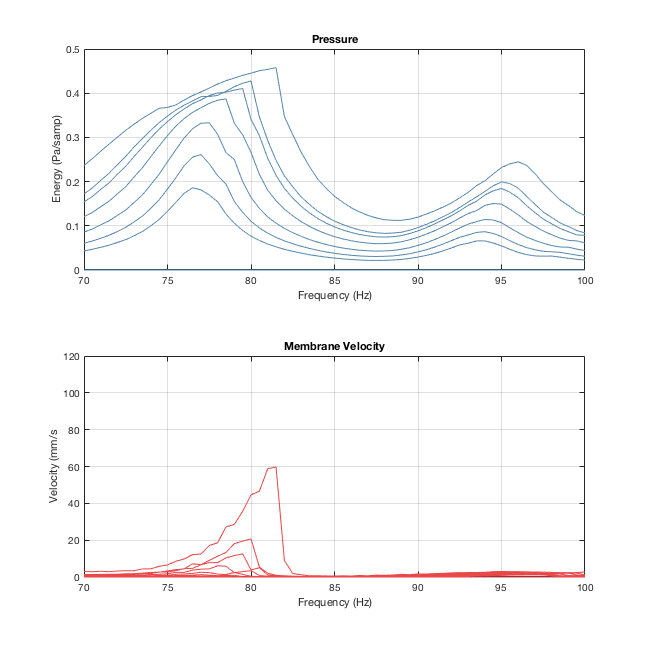 Pressure
0.5
0.4
0.3
0.2
0.1
0
Energy (Pa/samp)
70 75 80 85 90 95 100
Frequency (Hz)
Membrane Velocity
120
100
80
60
40
20
0
Velocity (mm/s
70 75 80 85 90 95 100
Frequency (Hz)